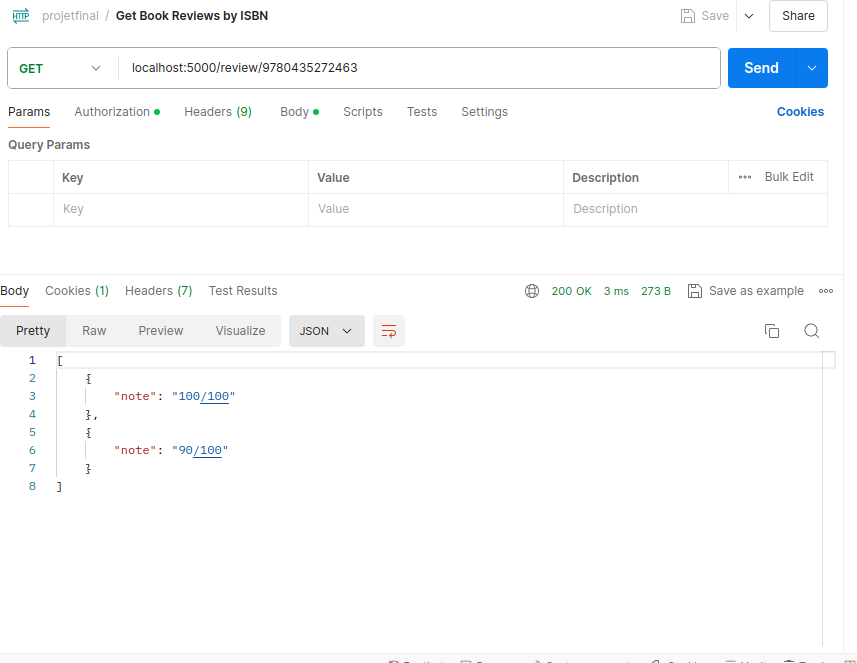 HTTP projetfinal / Get Book Reviews by ISBN Save Share
GET localhost:5000/review/9780435272463 Send
Params Authorization Headers (9) Body Scripts Tests Settings Cookies
Query Params
Key Value Description Bulk Edit
Key Value Description
Body Cookies (1) Headers (7) Test Results 200 OK 3 ms 273 B Save as example
Pretty Raw Preview Visualize JSON
1 [
2 {
3 "note": "100/100"
4 },
5 {
6 "note": "90/100"
7 }
8 ]